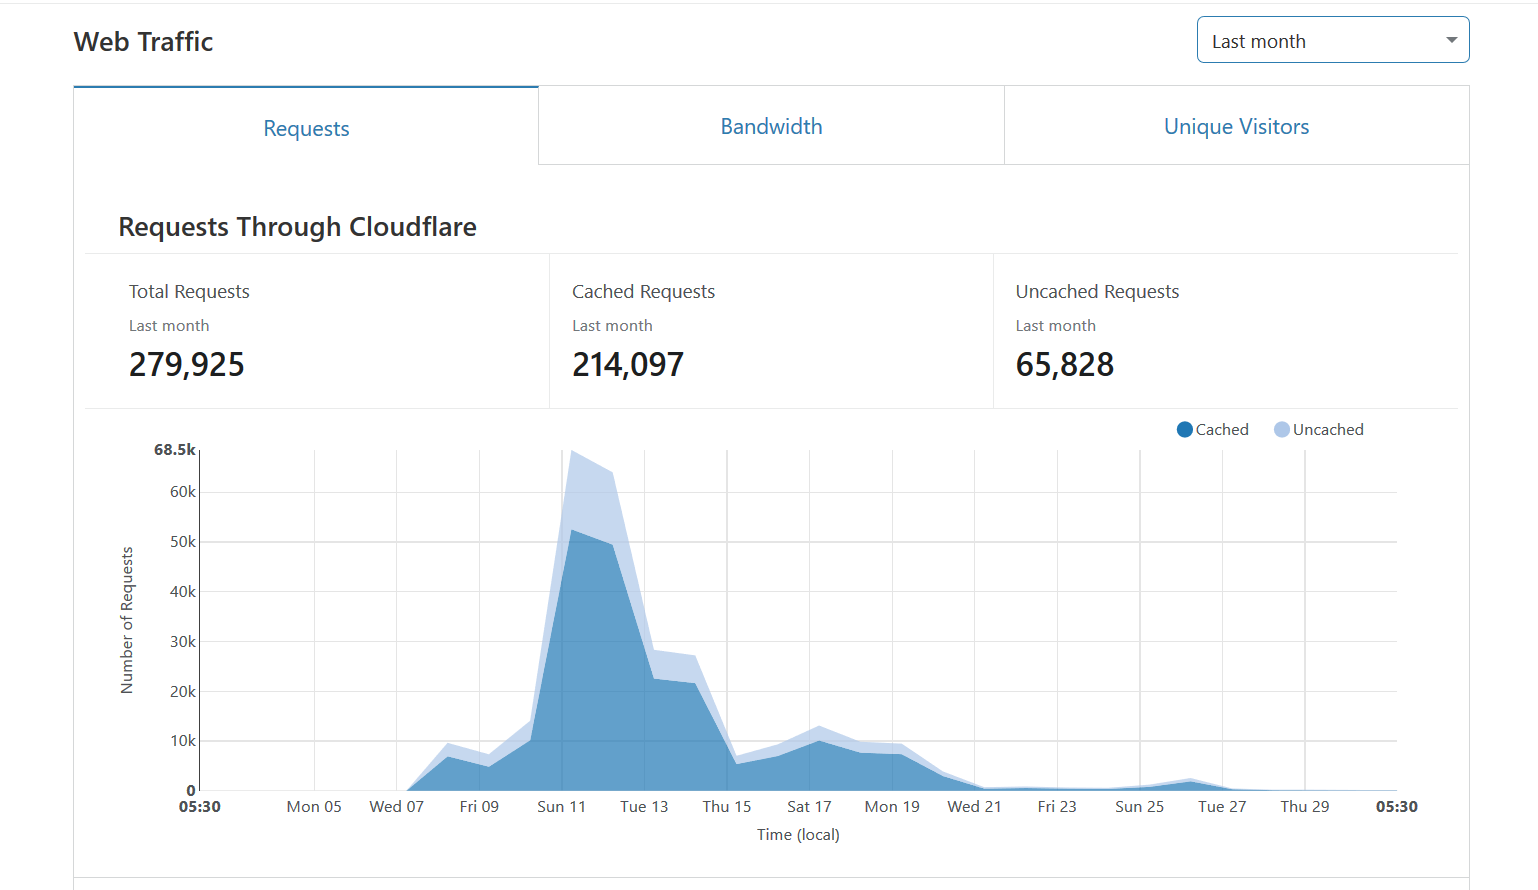 Web Traffic
Last month
Requests
Bandwidth
Unique Visitors
Requests Through Cloudflare
Total Requests
Last month
279,925
Cached Requests
Last month
214,097
Uncached Requests
Last month
65,828
Cached
Uncached
68.5k
60k
50k
40k
30k
20k
10k
0
Number of Requests
05:30
Mon 05
Wed 07
Fri 09
Sun 11
Tue 13
Thu 15
Sat 17
Mon 19
Wed 21
Fri 23
Sun 25
Tue 27
Thu 29
05:30
Time (local)